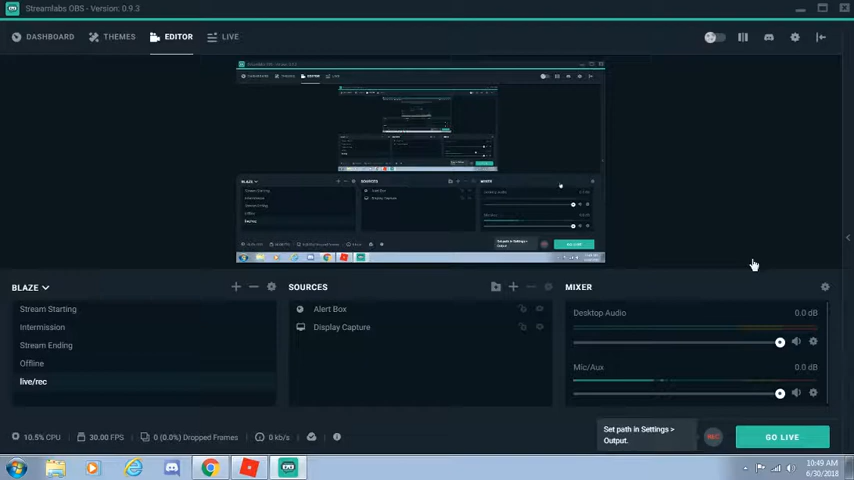 Streamlabs OBS - Version: 0.9.3
DASHBOARD THEMES EDITOR LIVE
BLAZE
Stream Starting
Intermission
Stream Ending
Offline
live/rec
SOURCES
Alert Box
Display Capture
MIXER
Desktop Audio 0.0 dB
Mic/Aux 0.0 dB
10.5% CPU 30.00 FPS 0 (0.0%) Dropped Frames 0 kb/s
Set path in Settings >
Output.
REC
GO LIVE
10:49 AM
6/30/2018